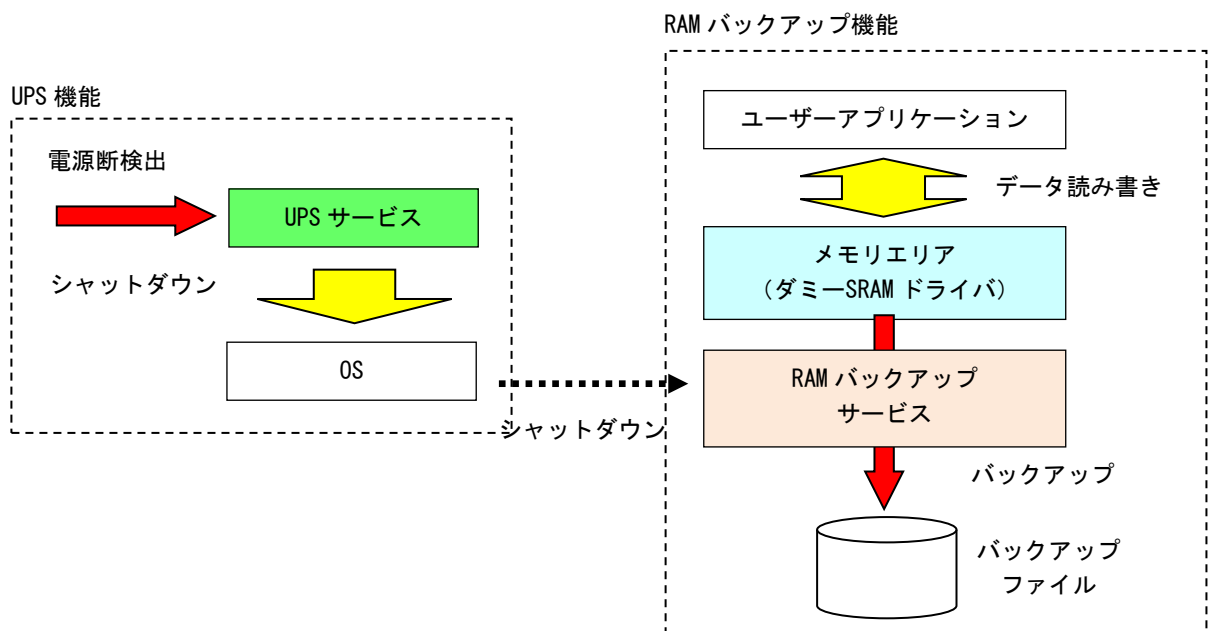 RAM バックアップ機能
UPS 機能
電源断検出
UPS サービス
シャットダウン
OS
シャットダウン
ユーザーアプリケーション
データ読み書き
メモリエリア
（ダミーSRAM ドライバ）
RAM バックアップ
サービス
バックアップ
バックアップ
ファイル